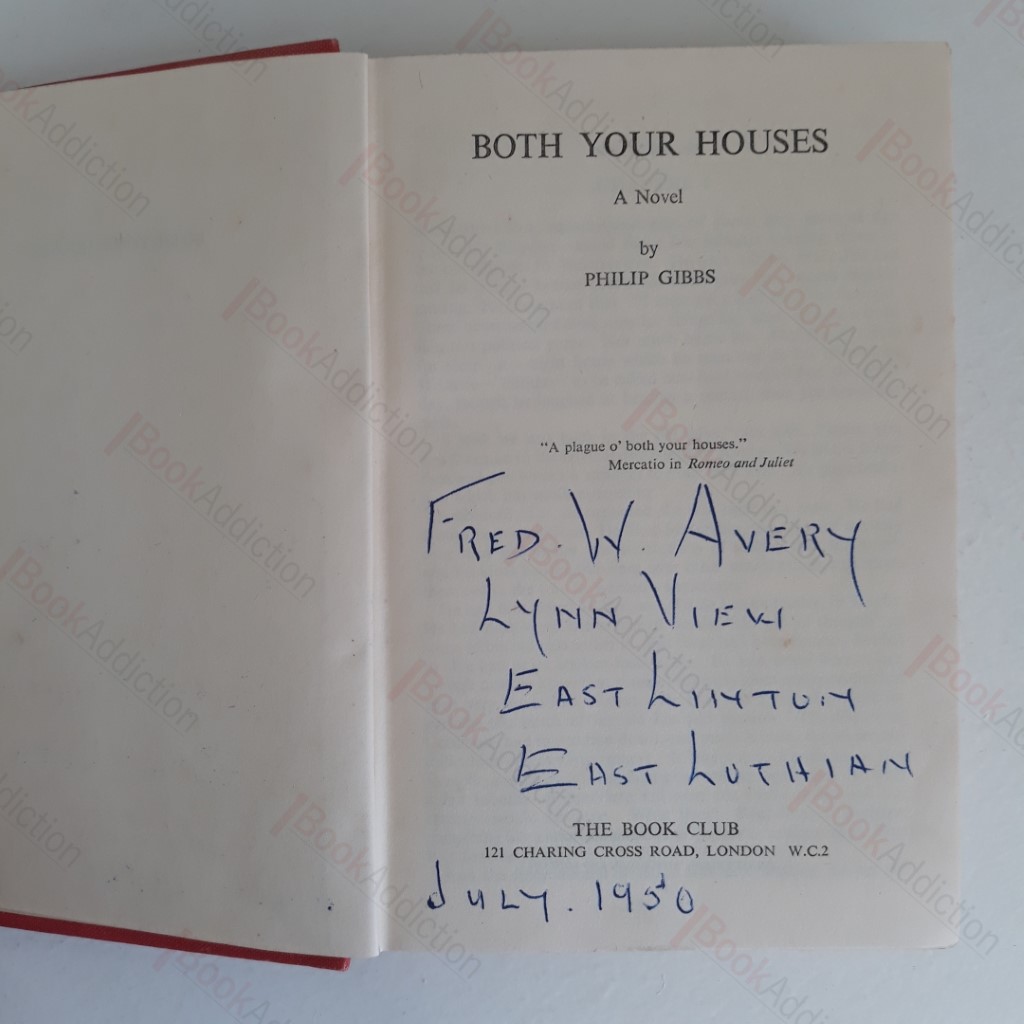 BOTH YOUR HOUSES
A Novel
by
PHILIP GIBBS
"A plague o' both your houses."
Mercatio in Romeo and Juliet
FRED. W. AVERY
LYNN VIEW
EAST LINTON
EAST LOTHIAN
THE BOOK CLUB
121 CHARING CROSS ROAD, LONDON W.C.2
JULY. 1950
BookAddiction